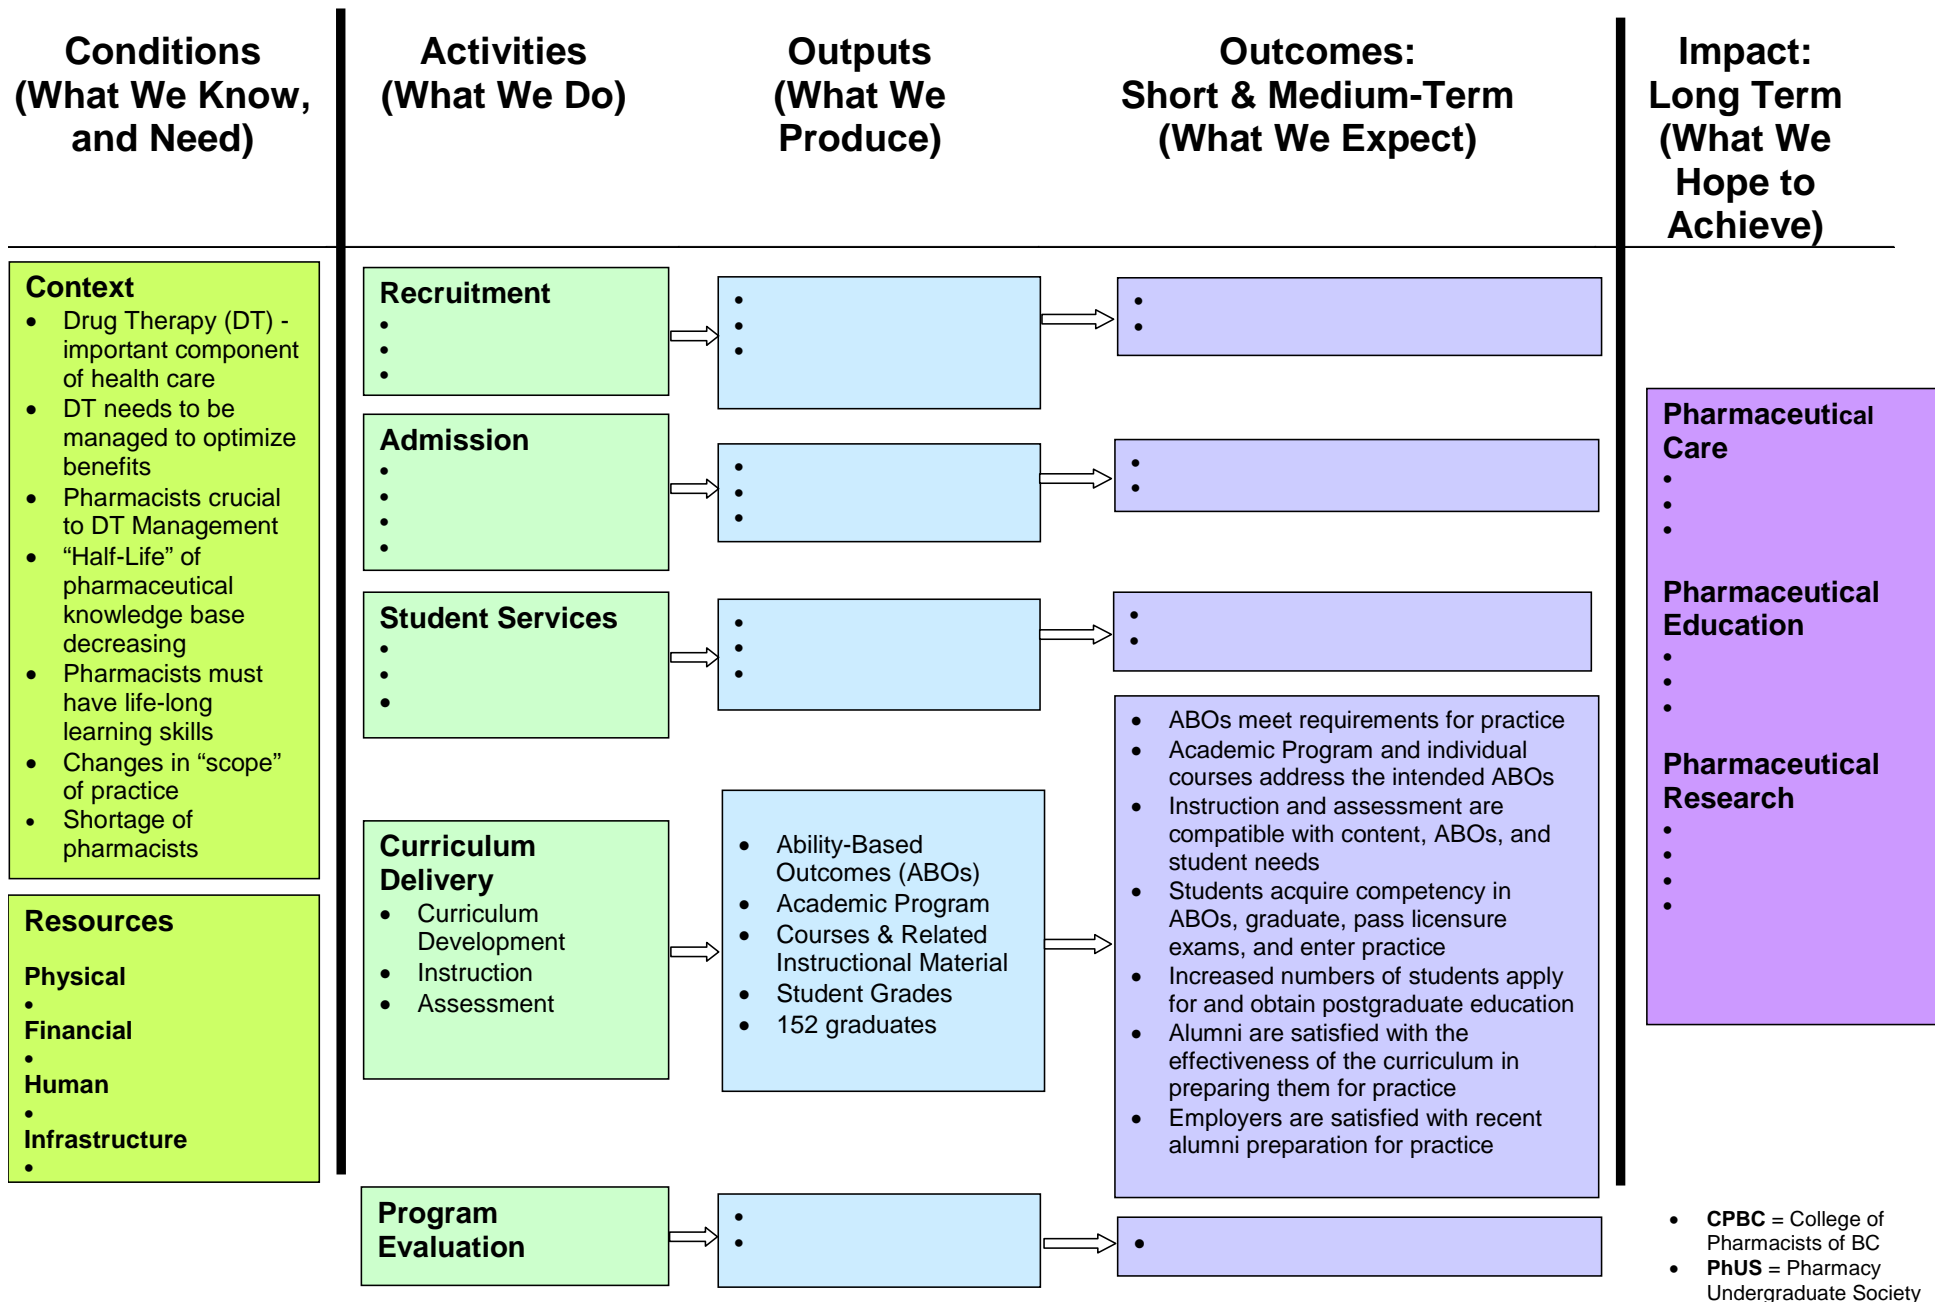 Conditions
(What We Know,
and Need)
Activities
(What We Do)
Outputs
(What We
Produce)
Outcomes:
Short & Medium-Term
(What We Expect)
Impact:
Long Term
(What We
Hope to
Achieve)
Context
• Drug Therapy (DT) -
important component
of health care
• DT needs to be
managed to optimize
benefits
• Pharmacists crucial
to DT Management
• “Half-Life” of
pharmaceutical
knowledge base
decreasing
• Pharmacists must
have life-long
learning skills
• Changes in “scope”
of practice
• Shortage of
pharmacists
Resources
Physical
•
Financial
•
Human
•
Infrastructure
•
Recruitment
•
•
•
•
•
•
•
•
Admission
•
•
•
•
•
•
•
•
•
Student Services
•
•
•
•
•
•
•
•
Curriculum
Delivery
• Curriculum
Development
• Instruction
• Assessment
• Ability-Based
Outcomes (ABOs)
• Academic Program
• Courses & Related
Instructional Material
• Student Grades
• 152 graduates
• ABOs meet requirements for practice
• Academic Program and individual
courses address the intended ABOs
• Instruction and assessment are
compatible with content, ABOs, and
student needs
• Students acquire competency in
ABOs, graduate, pass licensure
exams, and enter practice
• Increased numbers of students apply
for and obtain postgraduate education
• Alumni are satisfied with the
effectiveness of the curriculum in
preparing them for practice
• Employers are satisfied with recent
alumni preparation for practice
Program
Evaluation
•
•
•
Pharmaceutical
Care
•
•
•
Pharmaceutical
Education
•
•
•
Pharmaceutical
Research
•
•
•
•
• CPBC = College of
Pharmacists of BC
• PhUS = Pharmacy
Undergraduate Society